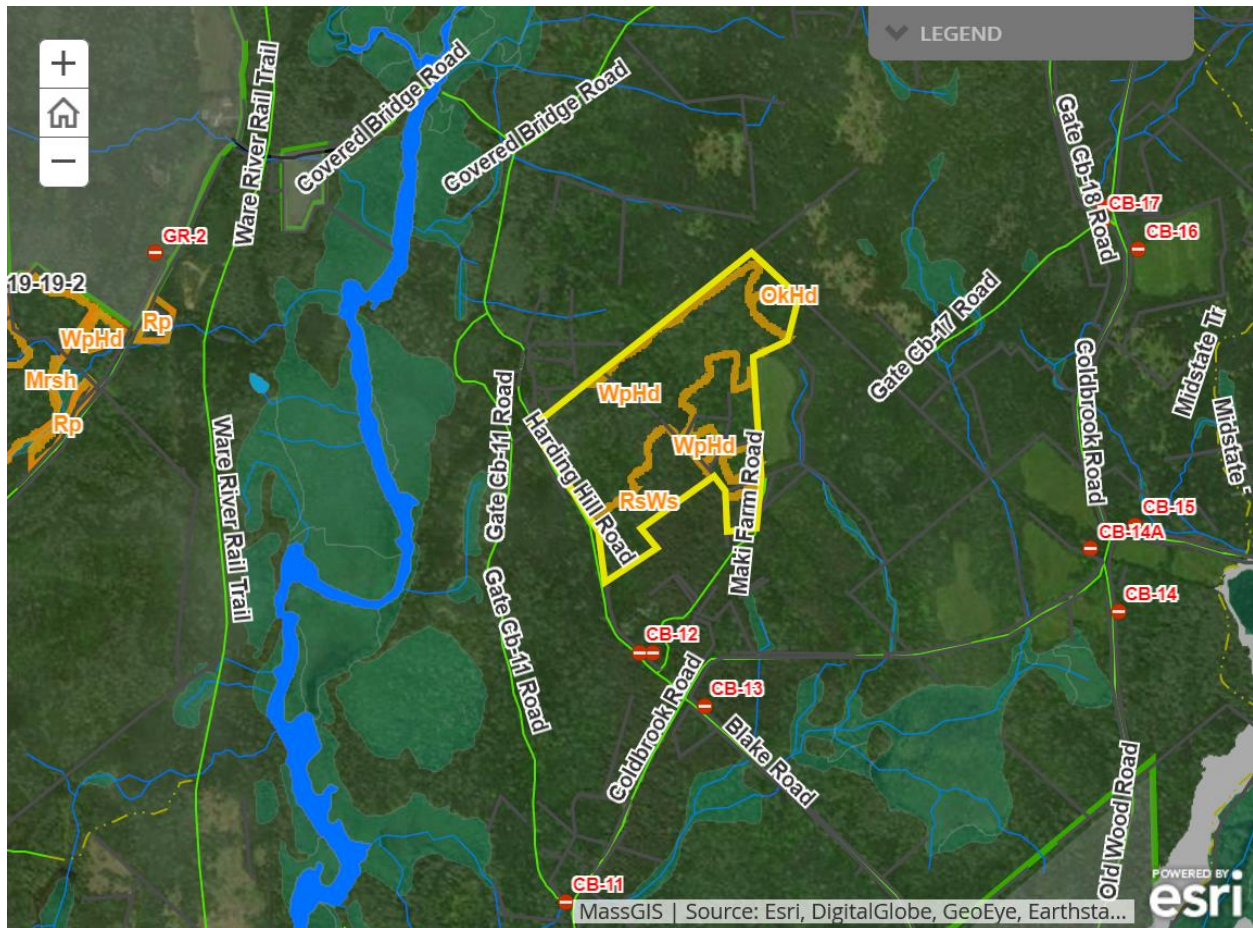 LEGEND
+
−
Ware River Rail Trail
Covered Bridge Road
Covered Bridge Road
Gate Cb-18 Road
CB-17
CB-16
GR-2
19-19-2
WpHd
Rp
Mrsh
Rp
OkHd
Gate Cb-17 Road
Midstate Tr
Coldbrook Road
WpHd
Gate Cb-11 Road
Harding Hill Road
WpHd
Maki Farm Road
RsWs
Ware River Rail Trail
Midstate
CB-15
CB-14A
CB-14
Gate Cb-11 Road
CB-12
Coldbrook Road
CB-13
Blake Road
Old Wood Road
CB-11
MassGIS | Source: Esri, DigitalGlobe, GeoEye, Earthsta...
POWERED BY
esri